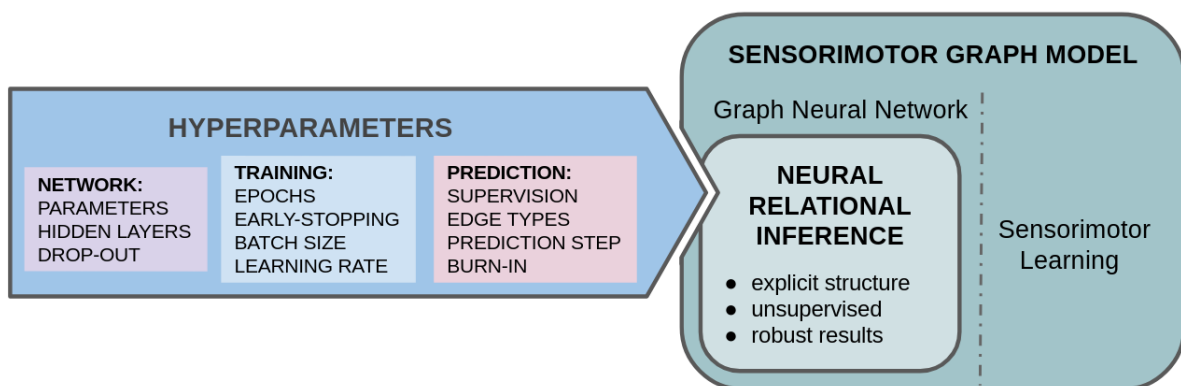 HYPERPARAMETERS
NETWORK:
PARAMETERS
HIDDEN LAYERS
DROP-OUT
TRAINING:
EPOCHS
EARLY-STOPPING
BATCH SIZE
LEARNING RATE
PREDICTION:
SUPERVISION
EDGE TYPES
PREDICTION STEP
BURN-IN
SENSORIMOTOR GRAPH MODEL
Graph Neural Network
NEURAL
RELATIONAL
INFERENCE
● explicit structure
● unsupervised
● robust results
Sensorimotor
Learning